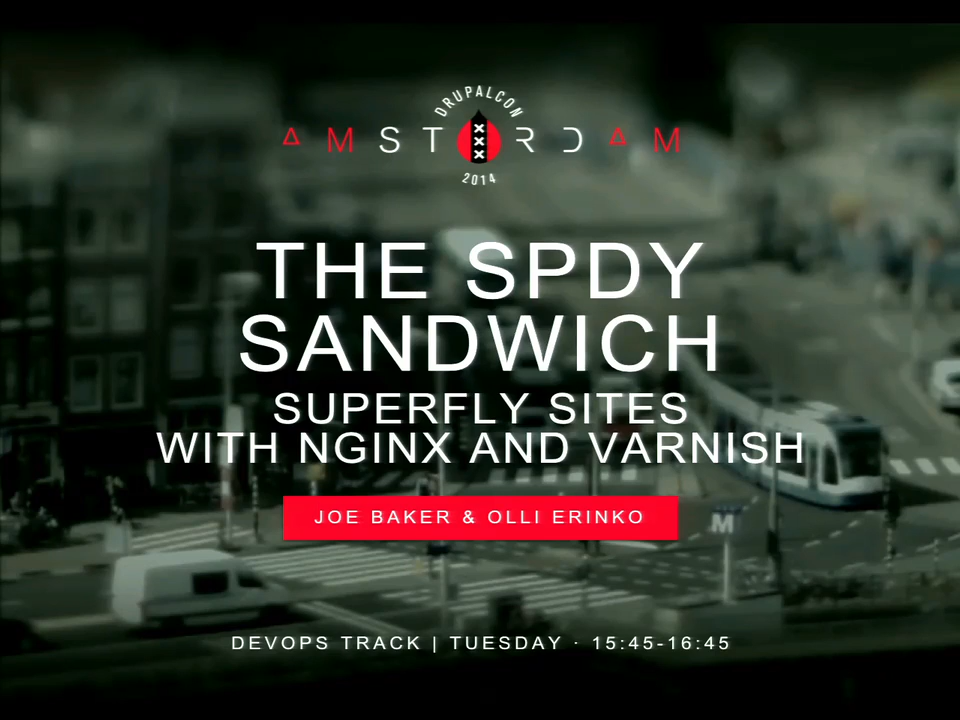 DRUPALCON
AMSTERDAM
2014
THE SPDY
SANDWICH
SUPERFLY SITES
WITH NGINX AND VARNISH
JOE BAKER & OLLI ERINKO
M
DEVOPS TRACK | TUESDAY · 15:45-16:45